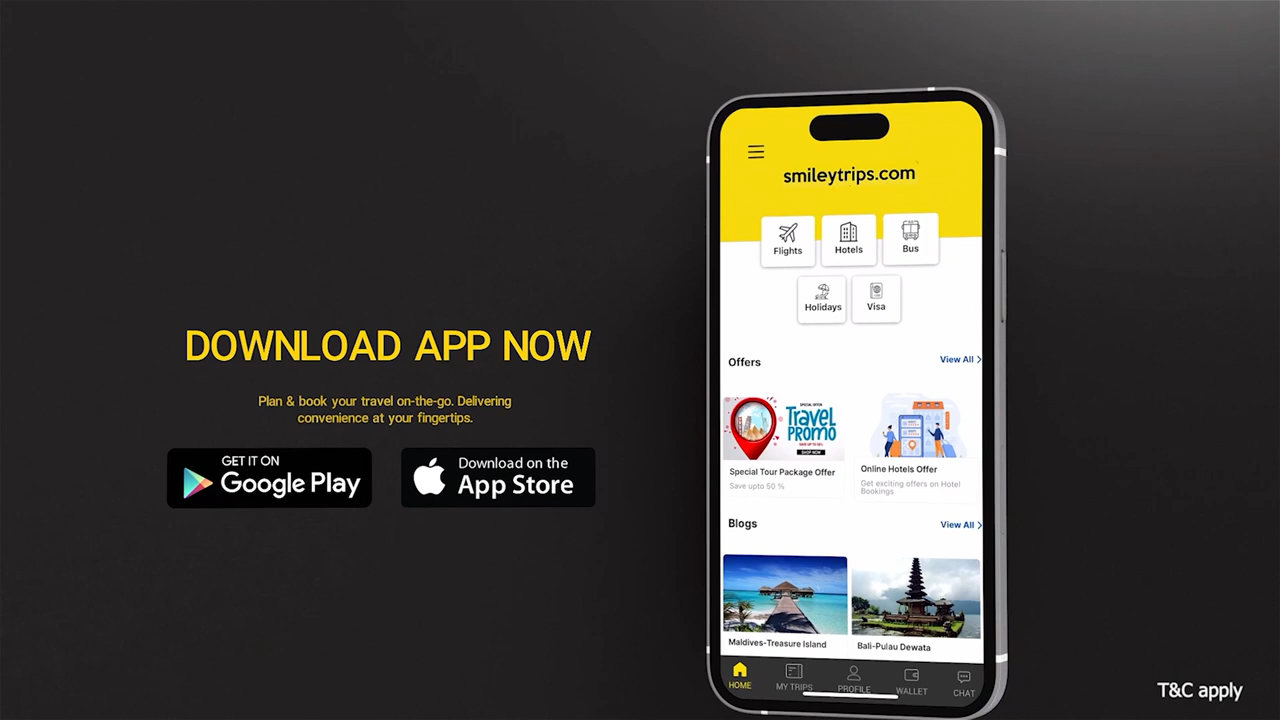 DOWNLOAD APP NOW
Plan & book your travel on-the-go. Delivering
convenience at your fingertips.
GET IT ON
Google Play
Download on the
App Store
smileytrips.com
Flights
Hotels
Bus
Holidays
Visa
Offers
View All
SPECIAL OFFER
TRAVEL
PROMO
SHOP NOW
Special Tour Package Offer
Save upto 50 %
Online Hotels Offer
Get exciting offers on Hotel
Bookings
Blogs
View All
Maldives-Treasure Island
Bali-Pulau Dewata
HOME
MY TRIPS
PROFILE
WALLET
CHAT
T&C apply